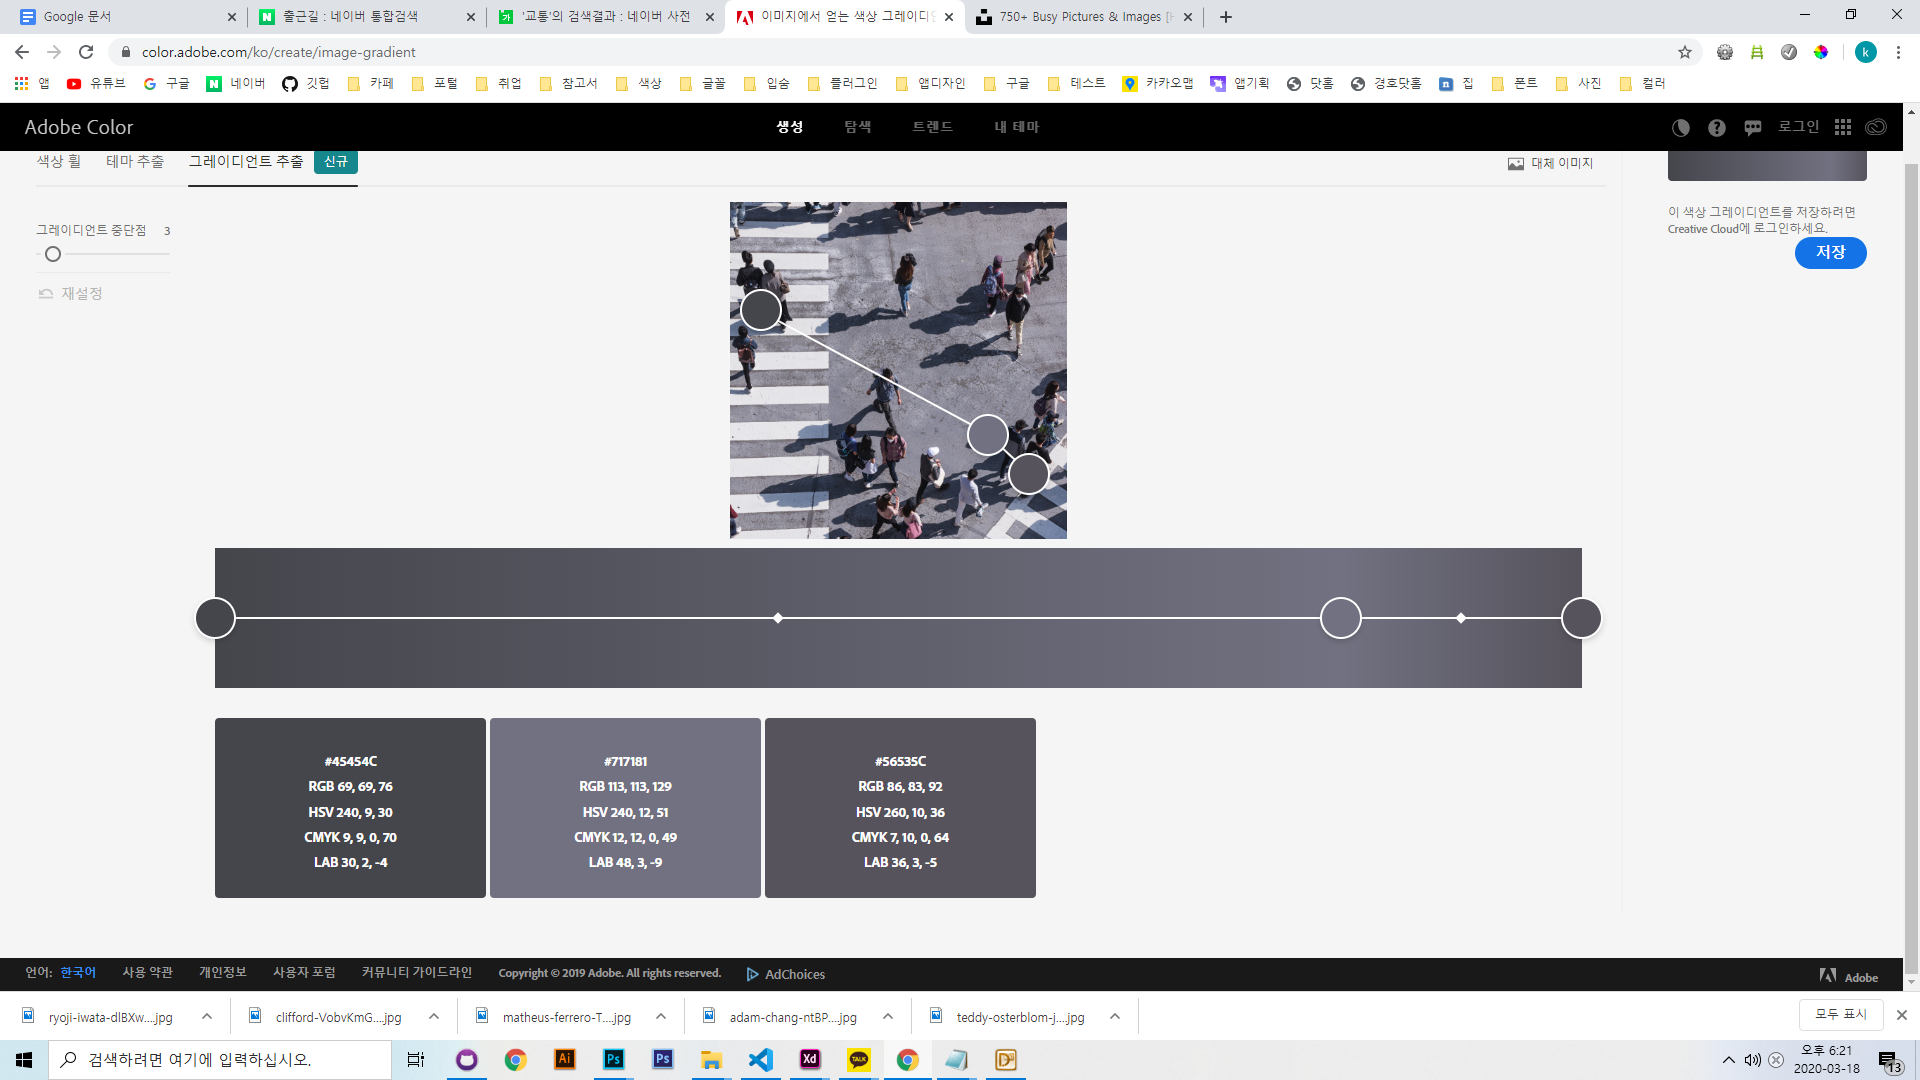 Google 문서
출근길 : 네이버 통합검색
'교통'의 검색결과 : 네이버 사전
이미지에서 얻는 색상 그레이디
750+ Busy Pictures & Images
color.adobe.com/ko/create/image-gradient
k
앱
유튜브
구글
네이버
깃헙
카페
포털
취업
참고서
색상
글꼴
입숨
플러그인
앱디자인
구글
테스트
카카오맵
앱기획
닷홈
경호닷홈
집
폰트
사진
컬러
Adobe Color
생성
탐색
트렌드
내 테마
로그인
색상 휠
테마 추출
그레이디언트 추출
신규
대체 이미지
그레이디언트 중단점 3
재설정
이 색상 그레이디언트를 저장하려면
Creative Cloud에 로그인하세요.
저장
#45454C
RGB 69, 69, 76
HSV 240, 9, 30
CMYK 9, 9, 0, 70
LAB 30, 2, -4
#717181
RGB 113, 113, 129
HSV 240, 12, 51
CMYK 12, 12, 0, 49
LAB 48, 3, -9
#56535C
RGB 86, 83, 92
HSV 260, 10, 36
CMYK 7, 10, 0, 64
LAB 36, 3, -5
언어: 한국어
사용 약관
개인정보
사용자 포럼
커뮤니티 가이드라인
Copyright © 2019 Adobe. All rights reserved.
AdChoices
Adobe
ryoji-iwata-dlBXw....jpg
clifford-VobvKmG....jpg
matheus-ferrero-T....jpg
adam-chang-ntBP....jpg
teddy-osterblom-j....jpg
모두 표시
검색하려면 여기에 입력하십시오.
Ai
Ps
Ps
Xd
TALK
오후 6:21
2020-03-18
13